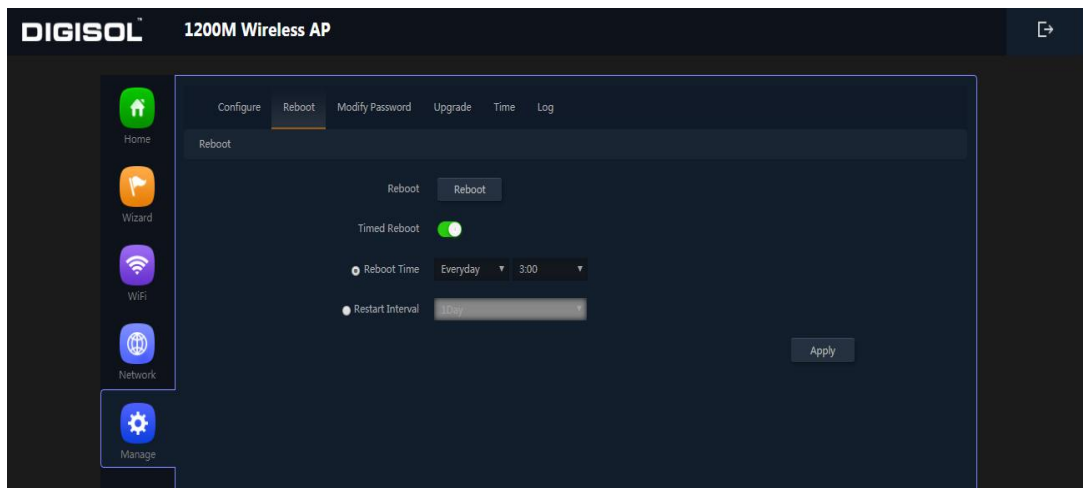 DIGISOL™ 1200M Wireless AP
Configure Reboot Modify Password Upgrade Time Log
Home
Reboot
Reboot Reboot
Wizard
Timed Reboot
Reboot Time Everyday 3:00
WiFi
Restart Interval 1Day
Apply
Network
Manage